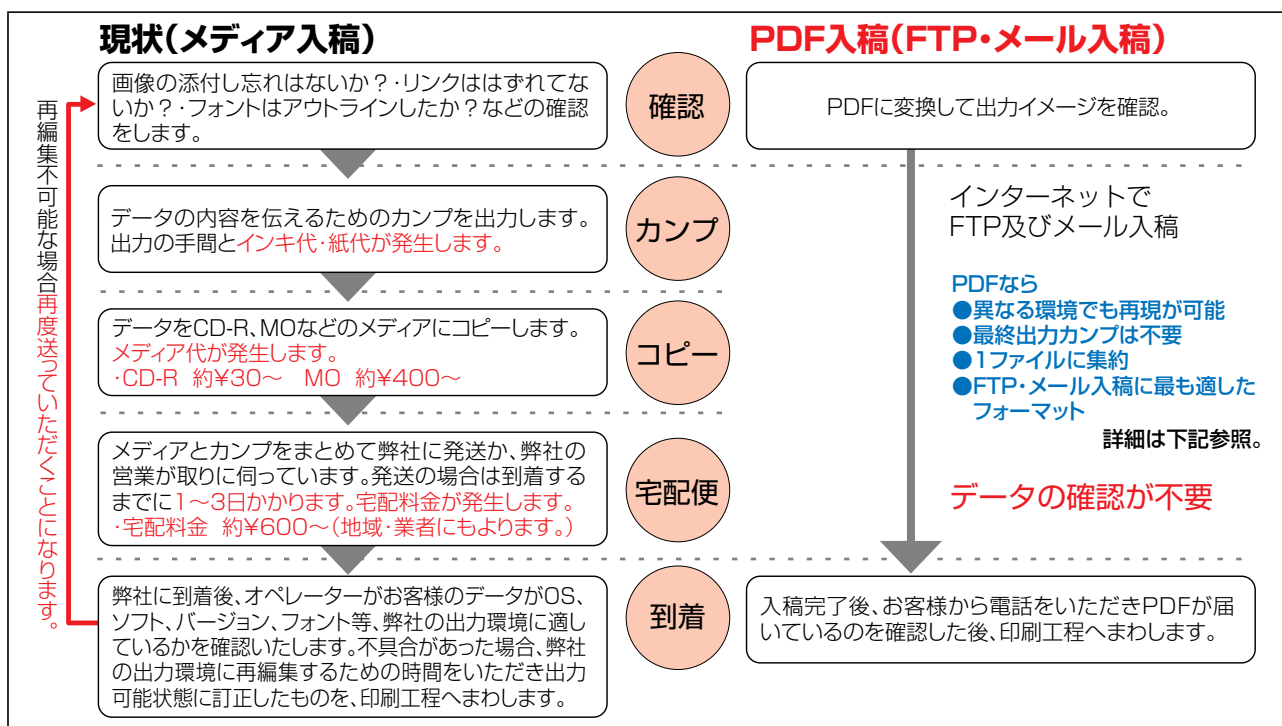 現状(メディア入稿)
画像の添付し忘れはないか？・リンクははずれてな
いか？・フォントはアウトラインしたか？などの確認
をします。
データの内容を伝えるためのカンプを出力します。
出力の手間とインキ代・紙代が発生します。
データをCD-R、MOなどのメディアにコピーします。
メディア代が発生します。
・CD-R 約¥30～ MO 約¥400～
メディアとカンプをまとめて弊社に発送か、弊社の
営業が取りに伺っています。発送の場合は到着する
までに1～3日かかります。宅配料金が発生します。
・宅配料金 約¥600～(地域・業者にもよります。)
弊社に到着後、オペレーターがお客様のデータがOS、
ソフト、バージョン、フォント等、弊社の出力環境に適
しているかを確認いたします。不具合があった場合、弊社
の出力環境に再編集するための時間をいただき出力
可能状態に訂正したものを、印刷工程へまわします。
再編集不可能な場合再度送っていただくことになります。
確認
カンプ
コピー
宅配便
到着
PDF入稿(FTP・メール入稿)
PDFに変換して出力イメージを確認。
インターネットで
FTP及びメール入稿
PDFなら
●異なる環境でも再現が可能
●最終出力カンプは不要
●1ファイルに集約
●FTP・メール入稿に最も適した
フォーマット
詳細は下記参照。
データの確認が不要
入稿完了後、お客様から電話をいただきPDFが届
いているのを確認した後、印刷工程へまわします。